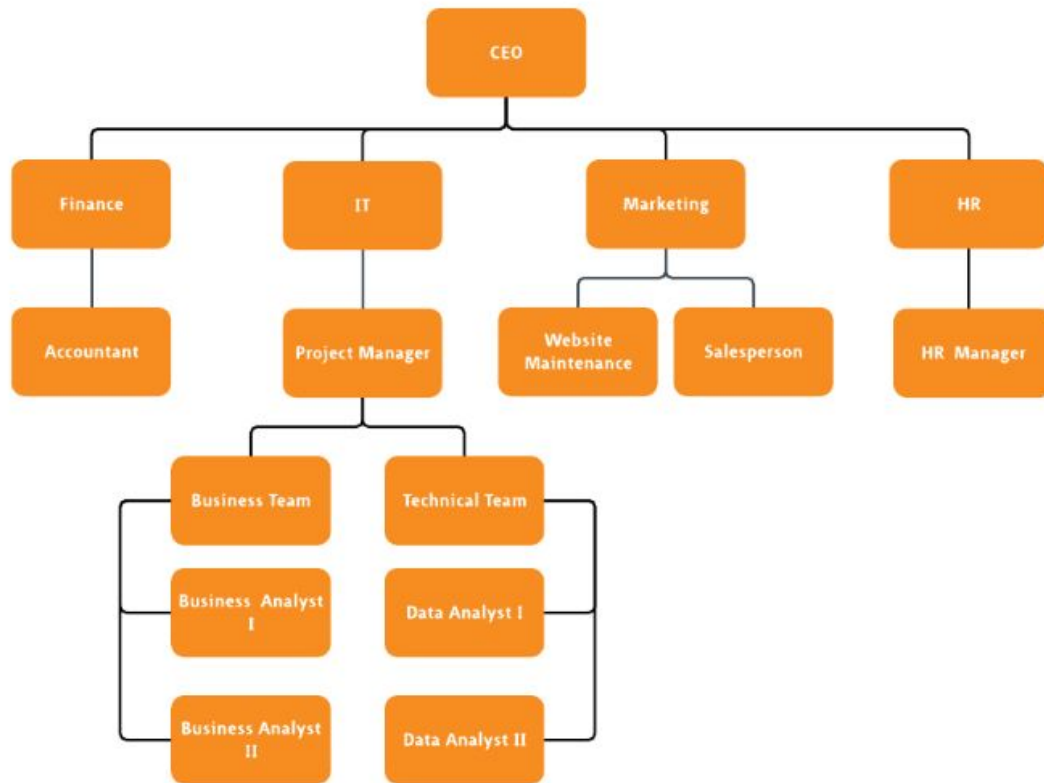 CEO
Finance
IT
Marketing
HR
Accountant
Project Manager
Website
Maintenance
Salesperson
HR Manager
Business Team
Technical Team
Business Analyst
I
Data Analyst I
Business Analyst
II
Data Analyst II